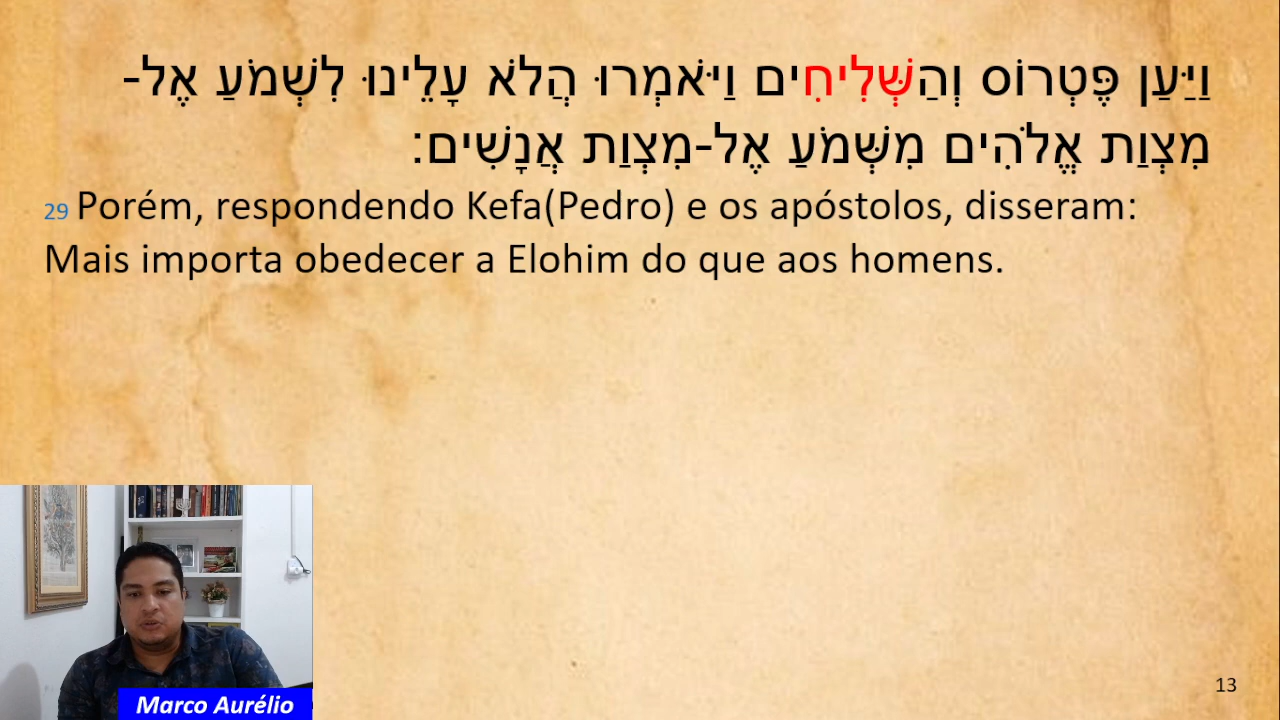 וַיַּעַן פֶּטְרוֹס וְהַשְּׁלִיחִים וַיֹּאמְרוּ הֲלֹא עָלֵינוּ לִשְׁמֹעַ אֶל-
מִצְוַת אֱלֹהִים מִשְּׁמֹעַ אֶל-מִצְוַת אֲנָשִׁים׃
29 Porém, respondendo Kefa(Pedro) e os apóstolos, disseram:
Mais importa obedecer a Elohim do que aos homens.
Marco Aurélio
13